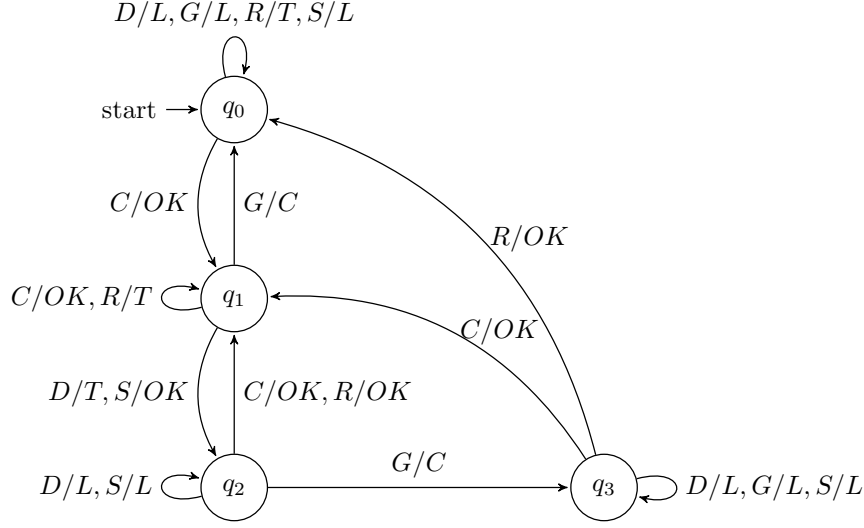 D/L, G/L, R/T, S/L
start
q0
C/OK
G/C
R/OK
C/OK, R/T
q1
C/OK
D/T, S/OK
C/OK, R/OK
G/C
D/L, S/L
q2
q3
D/L, G/L, S/L